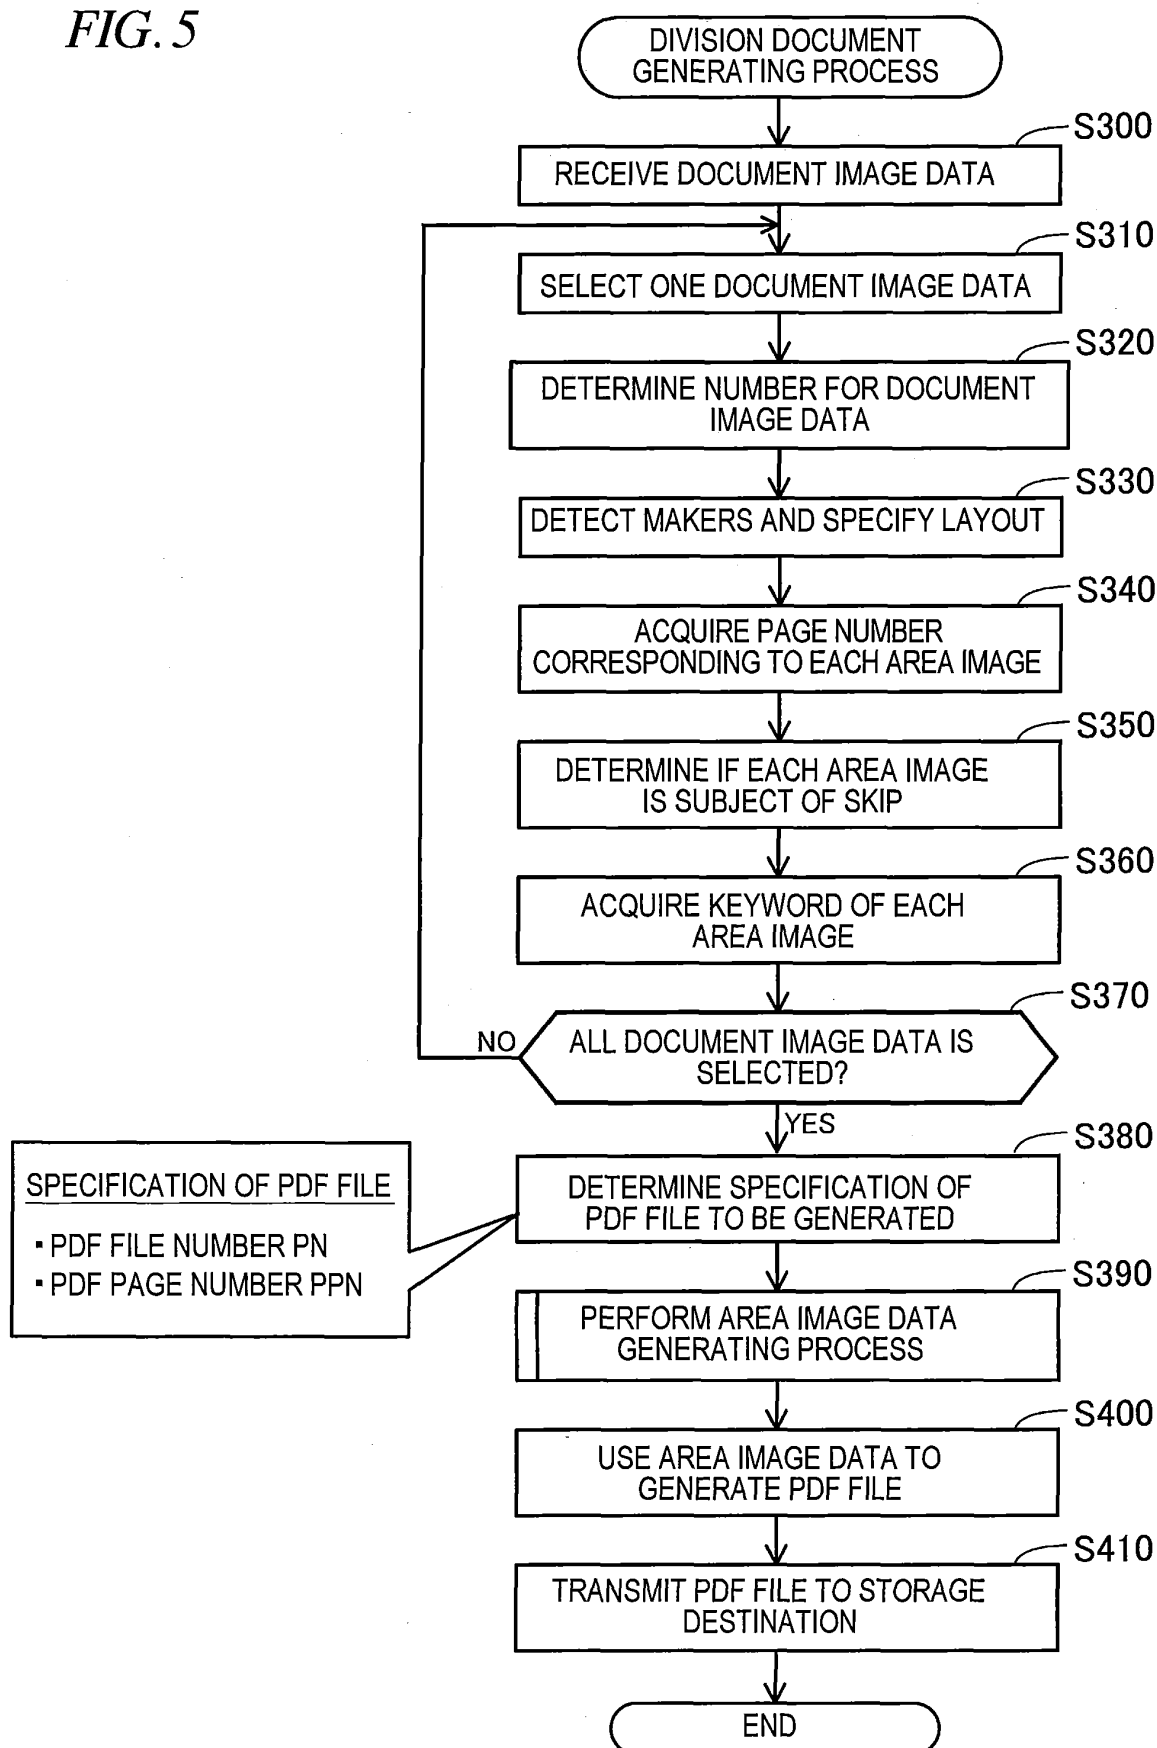 FIG. 5
DIVISION DOCUMENT
GENERATING PROCESS
S300
RECEIVE DOCUMENT IMAGE DATA
S310
SELECT ONE DOCUMENT IMAGE DATA
S320
DETERMINE NUMBER FOR DOCUMENT
IMAGE DATA
S330
DETECT MAKERS AND SPECIFY LAYOUT
S340
ACQUIRE PAGE NUMBER
CORRESPONDING TO EACH AREA IMAGE
S350
DETERMINE IF EACH AREA IMAGE
IS SUBJECT OF SKIP
S360
ACQUIRE KEYWORD OF EACH
AREA IMAGE
S370
NO
ALL DOCUMENT IMAGE DATA IS
SELECTED?
YES
S380
DETERMINE SPECIFICATION OF
PDF FILE TO BE GENERATED
SPECIFICATION OF PDF FILE
▪ PDF FILE NUMBER PN
▪ PDF PAGE NUMBER PPN
S390
PERFORM AREA IMAGE DATA
GENERATING PROCESS
S400
USE AREA IMAGE DATA TO
GENERATE PDF FILE
S410
TRANSMIT PDF FILE TO STORAGE
DESTINATION
END